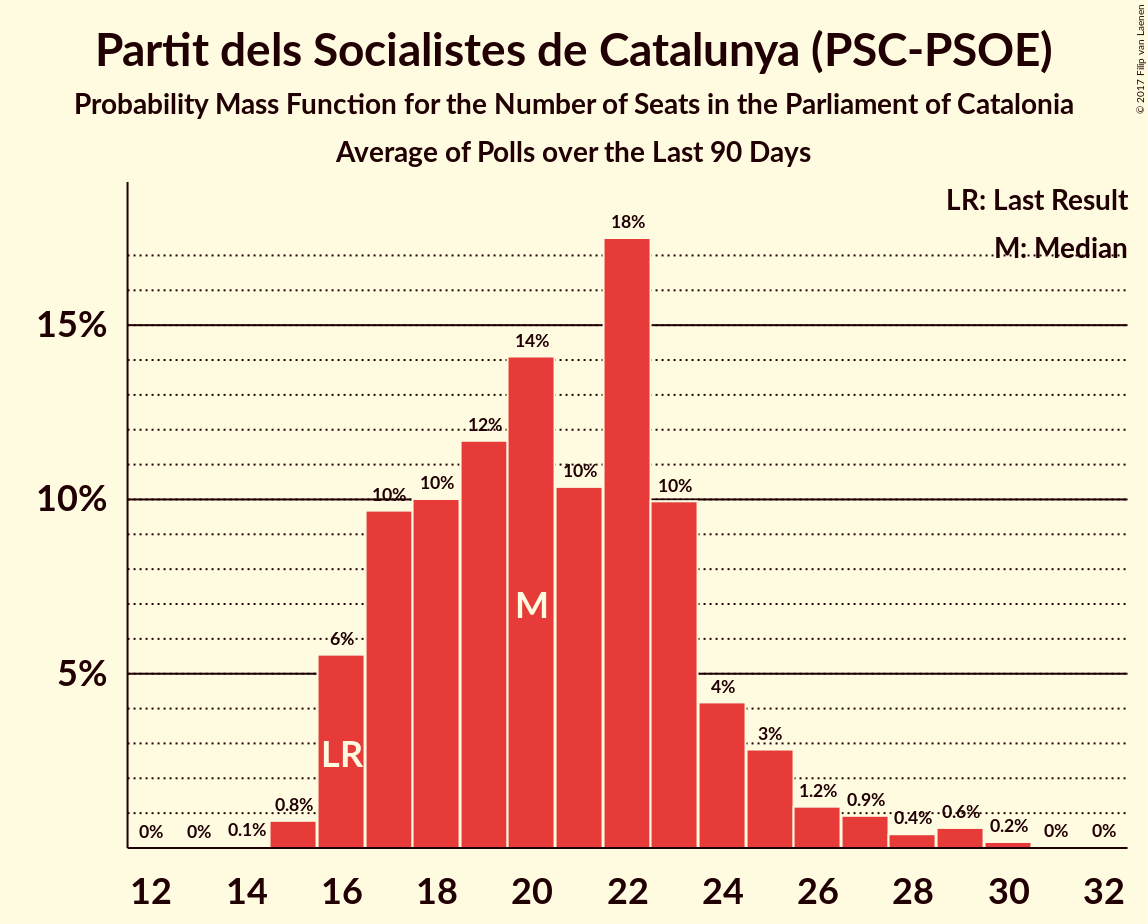 Partit dels Socialistes de Catalunya (PSC-PSOE)
Probability Mass Function for the Number of Seats in the Parliament of Catalonia
Average of Polls over the Last 90 Days
© 2017 Filip van Laenen
LR: Last Result
M: Median
15%
10%
5%
0%
0%
0.1%
0.8%
6%
10%
10%
12%
14%
10%
18%
10%
4%
3%
1.2%
0.9%
0.4%
0.6%
0.2%
0%
0%
LR
M
12 14 16 18 20 22 24 26 28 30 32